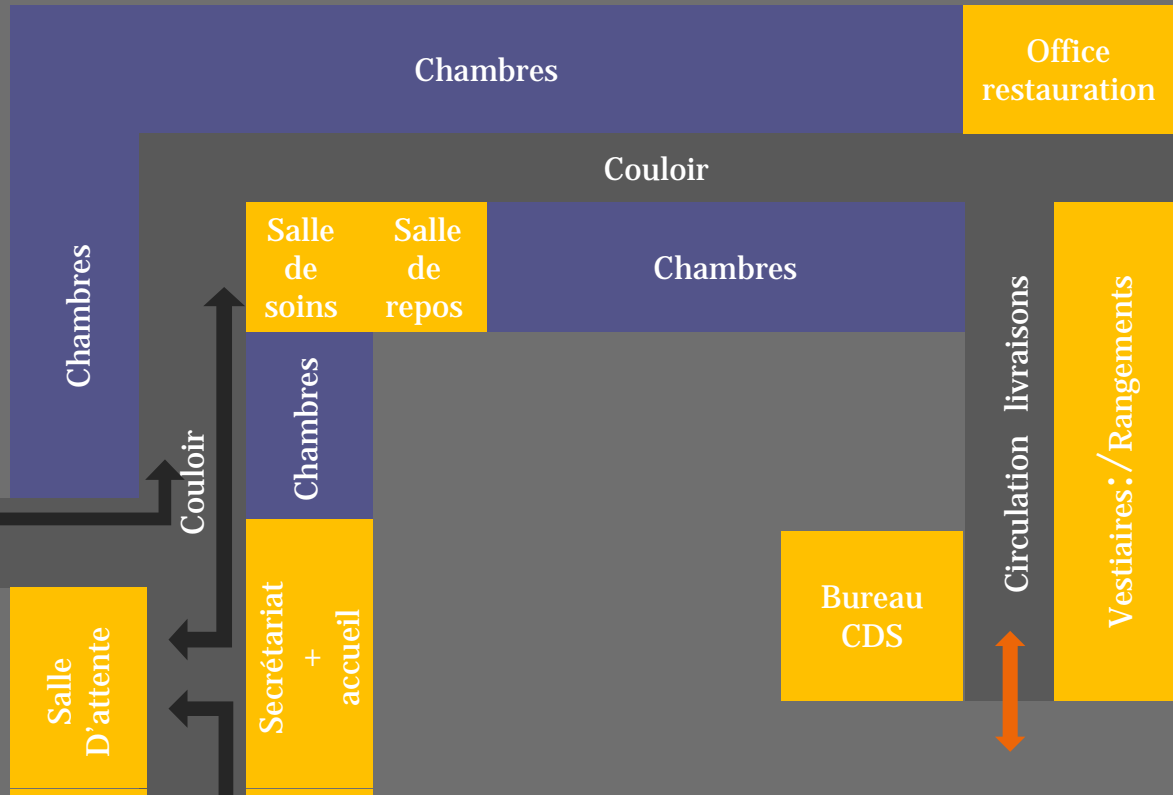 Chambres
Office
restauration
Couloir
Salle
de
soins
Salle
de
repos
Chambres
Chambres
Chambres
Couloir
Circulation livraisons
Vestiaires:/Rangements
Salle
D’attente
Secrétariat
+
accueil
Bureau
CDS